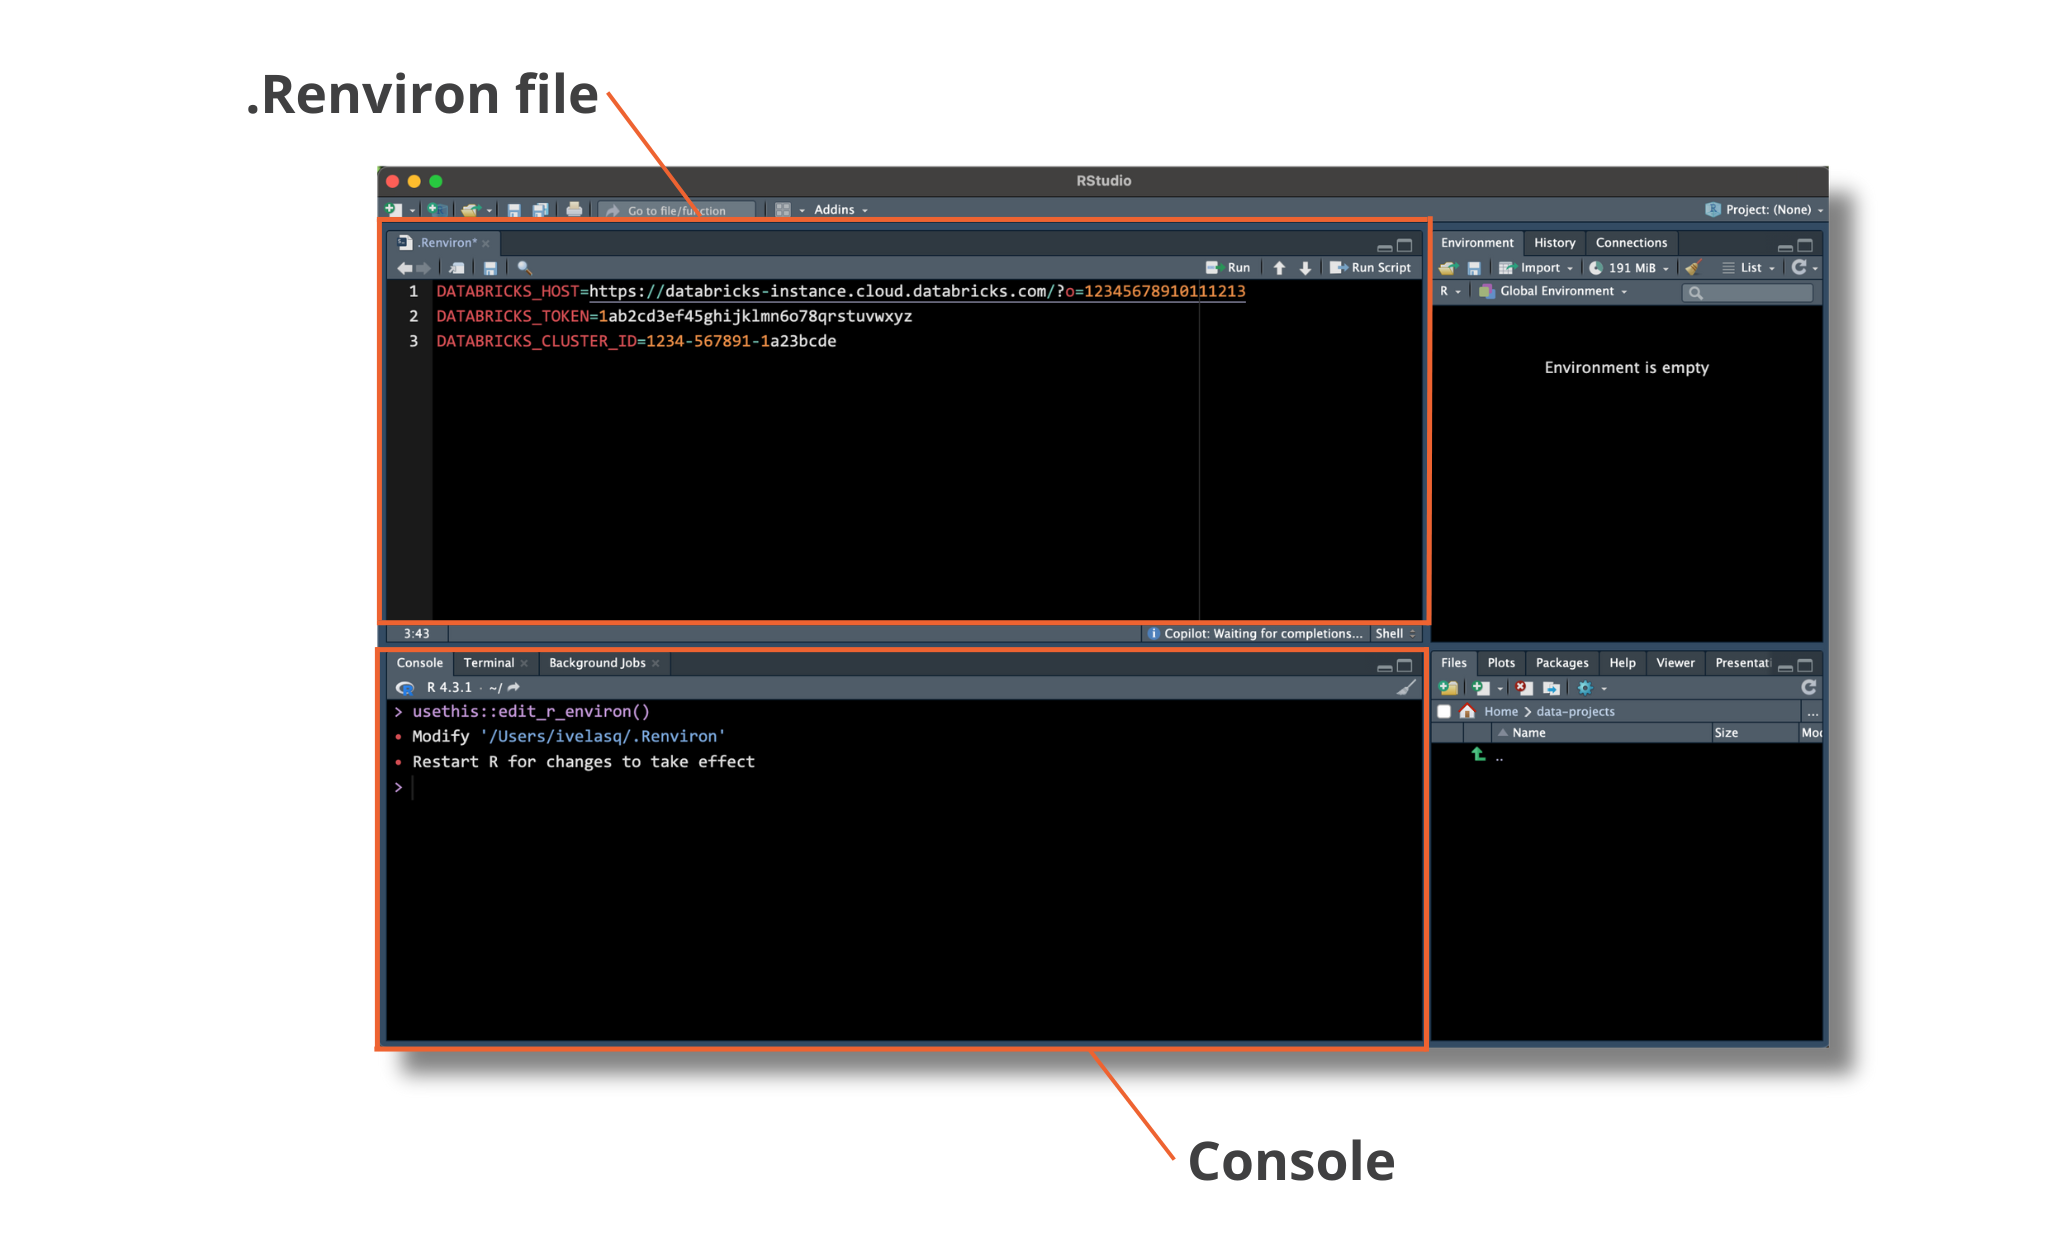 .Renviron file
RStudio
Go to file/function
Addins
Project: (None)
.Renviron*
Run
Run Script
1 DATABRICKS_HOST=https://databricks-instance.cloud.databricks.com/?o=12345678910111213
2 DATABRICKS_TOKEN=1ab2cd3ef45ghijklmn6o78qrstuvwxyz
3 DATABRICKS_CLUSTER_ID=1234-567891-1a23bcde
3:43
Copilot: Waiting for completions...
Shell
Environment History Connections
Import 191 MiB List
R Global Environment
Environment is empty
Console Terminal Background Jobs
R 4.3.1 · ~/
> usethis::edit_r_environ()
• Modify '/Users/ivelasq/.Renviron'
• Restart R for changes to take effect
>
Files Plots Packages Help Viewer Presentati
Home > data-projects ...
Name Size Moc
..
Console